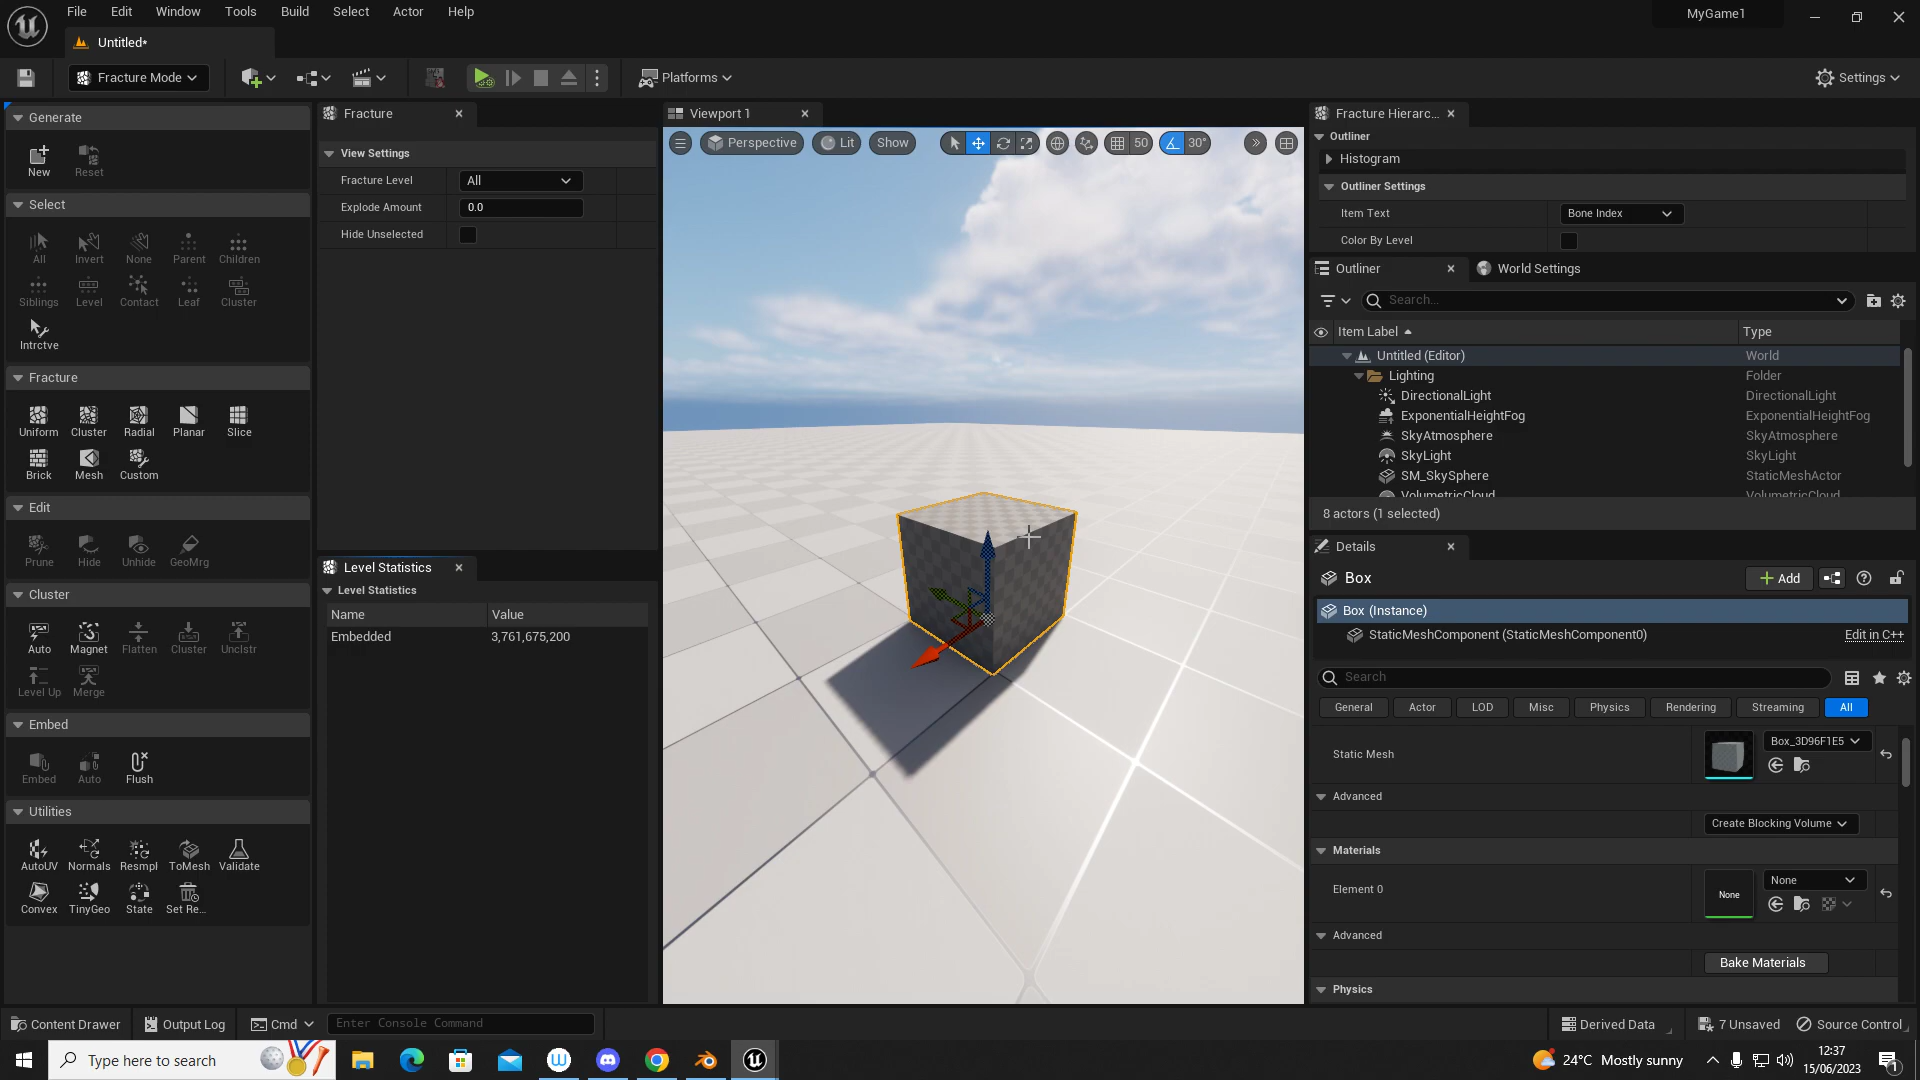 File Edit Window Tools Build Select Actor Help
MyGame1
Untitled*
Fracture Mode
Platforms
Settings
Generate
New Reset
Select
All Invert None Parent Children
Siblings Level Contact Leaf Cluster
Intrctve
Fracture
Uniform Cluster Radial Planar Slice
Brick Mesh Custom
Edit
Prune Hide Unhide GeoMrg
Cluster
Auto Magnet Flatten Cluster Unclstr
Level Up Merge
Embed
Embed Auto Flush
Utilities
AutoUV Normals Resmpl ToMesh Validate
Convex TinyGeo State Set Re...
Fracture
View Settings
Fracture Level All
Explode Amount 0.0
Hide Unselected
Level Statistics
Level Statistics
Name Value
Embedded 3,761,675,200
Viewport 1
Perspective Lit Show 50 30°
Fracture Hierarc...
Outliner
Histogram
Outliner Settings
Item Text Bone Index
Color By Level
Outliner World Settings
Search...
Item Label Type
Untitled (Editor) World
Lighting Folder
DirectionalLight DirectionalLight
ExponentialHeightFog ExponentialHeightFog
SkyAtmosphere SkyAtmosphere
SkyLight SkyLight
SM_SkySphere StaticMeshActor
VolumetricCloud VolumetricCloud
8 actors (1 selected)
Details
Box Add
Box (Instance)
StaticMeshComponent (StaticMeshComponent0) Edit in C++
Search
General Actor LOD Misc Physics Rendering Streaming All
Static Mesh Box_3D96F1E5
Advanced
Create Blocking Volume
Materials
Element 0 None None
Advanced
Bake Materials
Physics
Content Drawer Output Log Cmd Enter Console Command
Derived Data 7 Unsaved Source Control
Type here to search
24°C Mostly sunny
12:37
15/06/2023
1